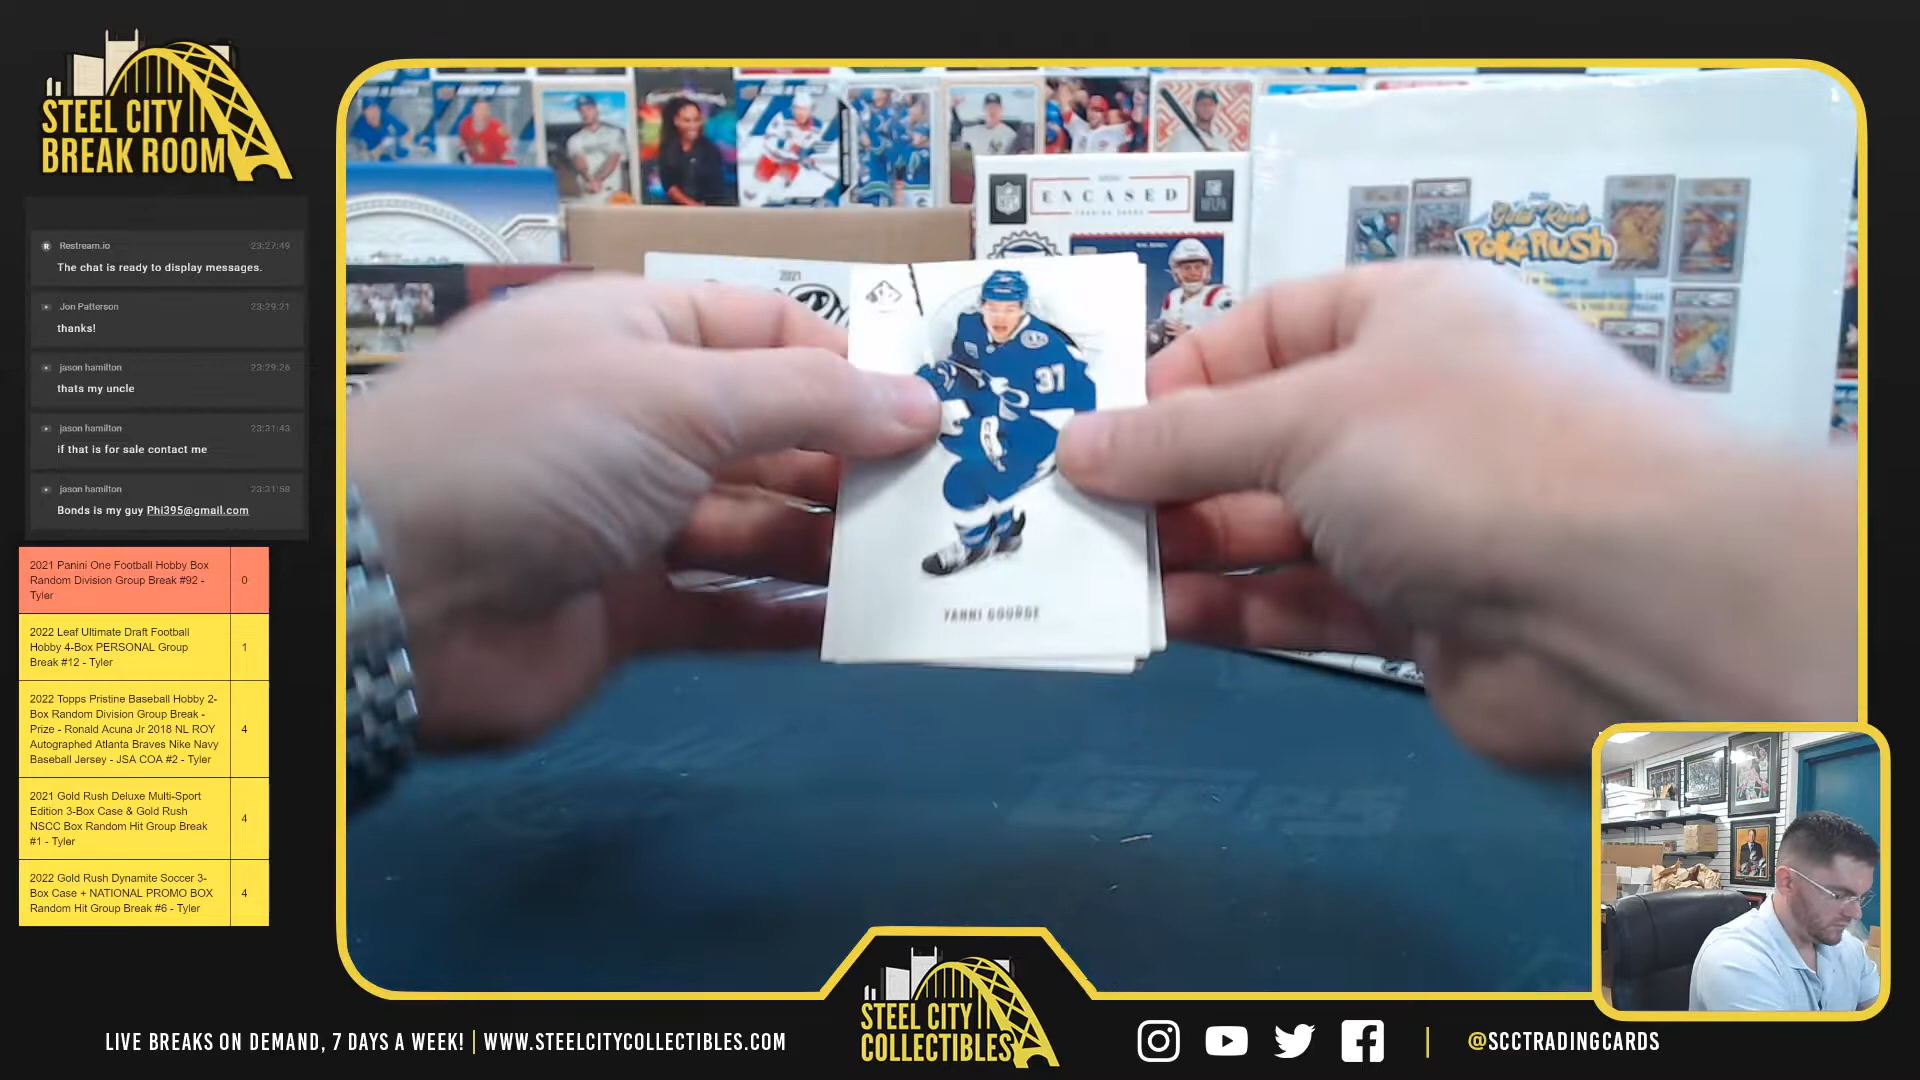 STEEL CITY
BREAK ROOM
Restream.io 23:27:49
The chat is ready to display messages.
Jon Patterson 23:29:21
thanks!
jason hamilton 23:29:26
thats my uncle
jason hamilton 23:31:43
if that is for sale contact me
jason hamilton 23:31:58
Bonds is my guy Phi395@gmail.com
2021 Panini One Football Hobby Box
Random Division Group Break #92 - 0
Tyler
2022 Leaf Ultimate Draft Football
Hobby 4-Box PERSONAL Group 1
Break #12 - Tyler
2022 Topps Pristine Baseball Hobby 2-
Box Random Division Group Break -
Prize - Ronald Acuna Jr 2018 NL ROY 4
Autographed Atlanta Braves Nike Navy
Baseball Jersey - JSA COA #2 - Tyler
2021 Gold Rush Deluxe Multi-Sport
Edition 3-Box Case & Gold Rush 4
NSCC Box Random Hit Group Break
#1 - Tyler
2022 Gold Rush Dynamite Soccer 3-
Box Case + NATIONAL PROMO BOX 4
Random Hit Group Break #6 - Tyler
ENCASED
Gold Rush
POKERUSH
2021
37
YANNI GOURDE
STEEL CITY
COLLECTIBLES
LIVE BREAKS ON DEMAND, 7 DAYS A WEEK! | WWW.STEELCITYCOLLECTIBLES.COM
@SCCTRADINGCARDS